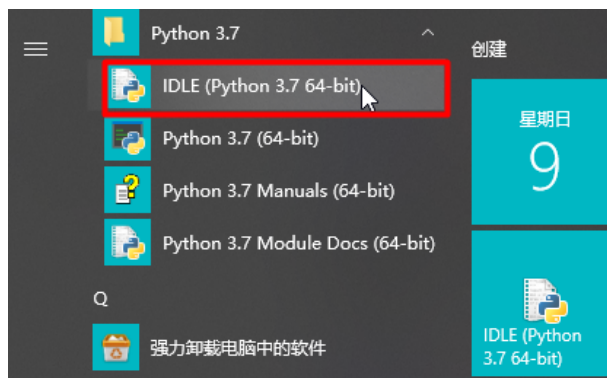 Python 3.7
IDLE (Python 3.7 64-bit)
Python 3.7 (64-bit)
Python 3.7 Manuals (64-bit)
Python 3.7 Module Docs (64-bit)
Q
强力卸载电脑中的软件
创建
星期日
9
IDLE (Python
3.7 64-bit)